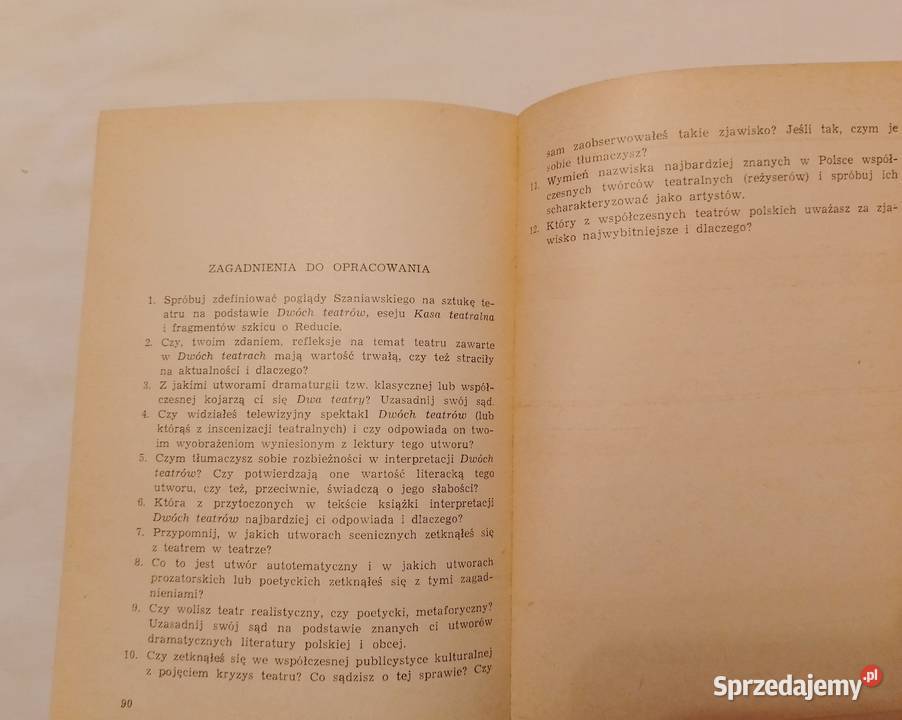 ZAGADNIENIA DO OPRACOWANIA
1. Spróbuj zdefiniować poglądy Szaniawskiego na sztukę te-
atru na podstawie Dwóch teatrów, eseju Kasa teatralna
i fragmentów szkicu o Reducie.
2. Czy, twoim zdaniem, refleksje na temat teatru zawarte
w Dwóch teatrach mają wartość trwałą, czy też straciły
na aktualności i dlaczego?
3. Z jakimi utworami dramaturgii tzw. klasycznej lub współ-
czesnej kojarzą ci się Dwa teatry? Uzasadnij swój sąd.
4. Czy widziałeś telewizyjny spektakl Dwóch teatrów (lub
którąś z inscenizacji teatralnych) i czy odpowiada on two-
im wyobrażeniom wyniesionym z lektury tego utworu?
5. Czym tłumaczysz sobie rozbieżności w interpretacji Dwóch
teatrów? Czy potwierdzają one wartość literacką tego
utworu, czy też, przeciwnie, świadczą o jego słabości?
6. Która z przytoczonych w tekście książki interpretacji
Dwóch teatrów najbardziej ci odpowiada i dlaczego?
7. Przypomnij, w jakich utworach scenicznych zetknąłeś się
z teatrem w teatrze?
8. Co to jest utwór autotematyczny i w jakich utworach
prozatorskich lub poetyckich zetknąłeś się z tymi zagad-
nieniami?
9. Czy wolisz teatr realistyczny, czy poetycki, metaforyczny?
Uzasadnij swój sąd na podstawie znanych ci utworów
dramatycznych literatury polskiej i obcej.
10. Czy zetknąłeś się we współczesnej publicystyce kulturalnej
z pojęciem kryzys teatru? Co sądzisz o tej sprawie? Czy
90
sam zaobserwowałeś takie zjawisko? Jeśli tak, czym je
sobie tłumaczysz?
11. Wymień nazwiska najbardziej znanych w Polsce współ-
czesnych twórców teatralnych (reżyserów) i spróbuj ich
scharakteryzować jako artystów.
12. Który z współczesnych teatrów polskich uważasz za zja-
wisko najwybitniejsze i dlaczego?
Sprzedajemy.pl